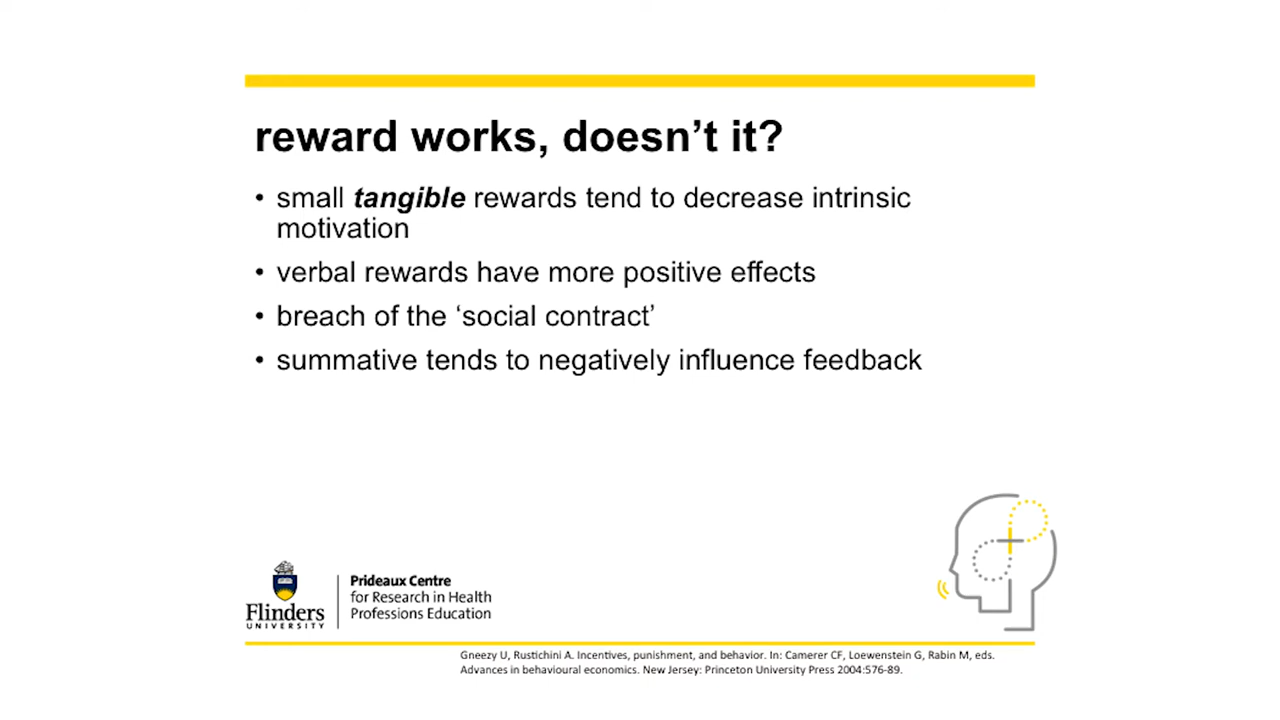 reward works, doesn’t it?
• small tangible rewards tend to decrease intrinsic
motivation
• verbal rewards have more positive effects
• breach of the ‘social contract’
• summative tends to negatively influence feedback
Flinders
UNIVERSITY
Prideaux Centre
for Research in Health
Professions Education
Gneezy U, Rustichini A. Incentives, punishment, and behavior. In: Camerer CF, Loewenstein G, Rabin M, eds.
Advances in behavioural economics. New Jersey: Princeton University Press 2004:576-89.